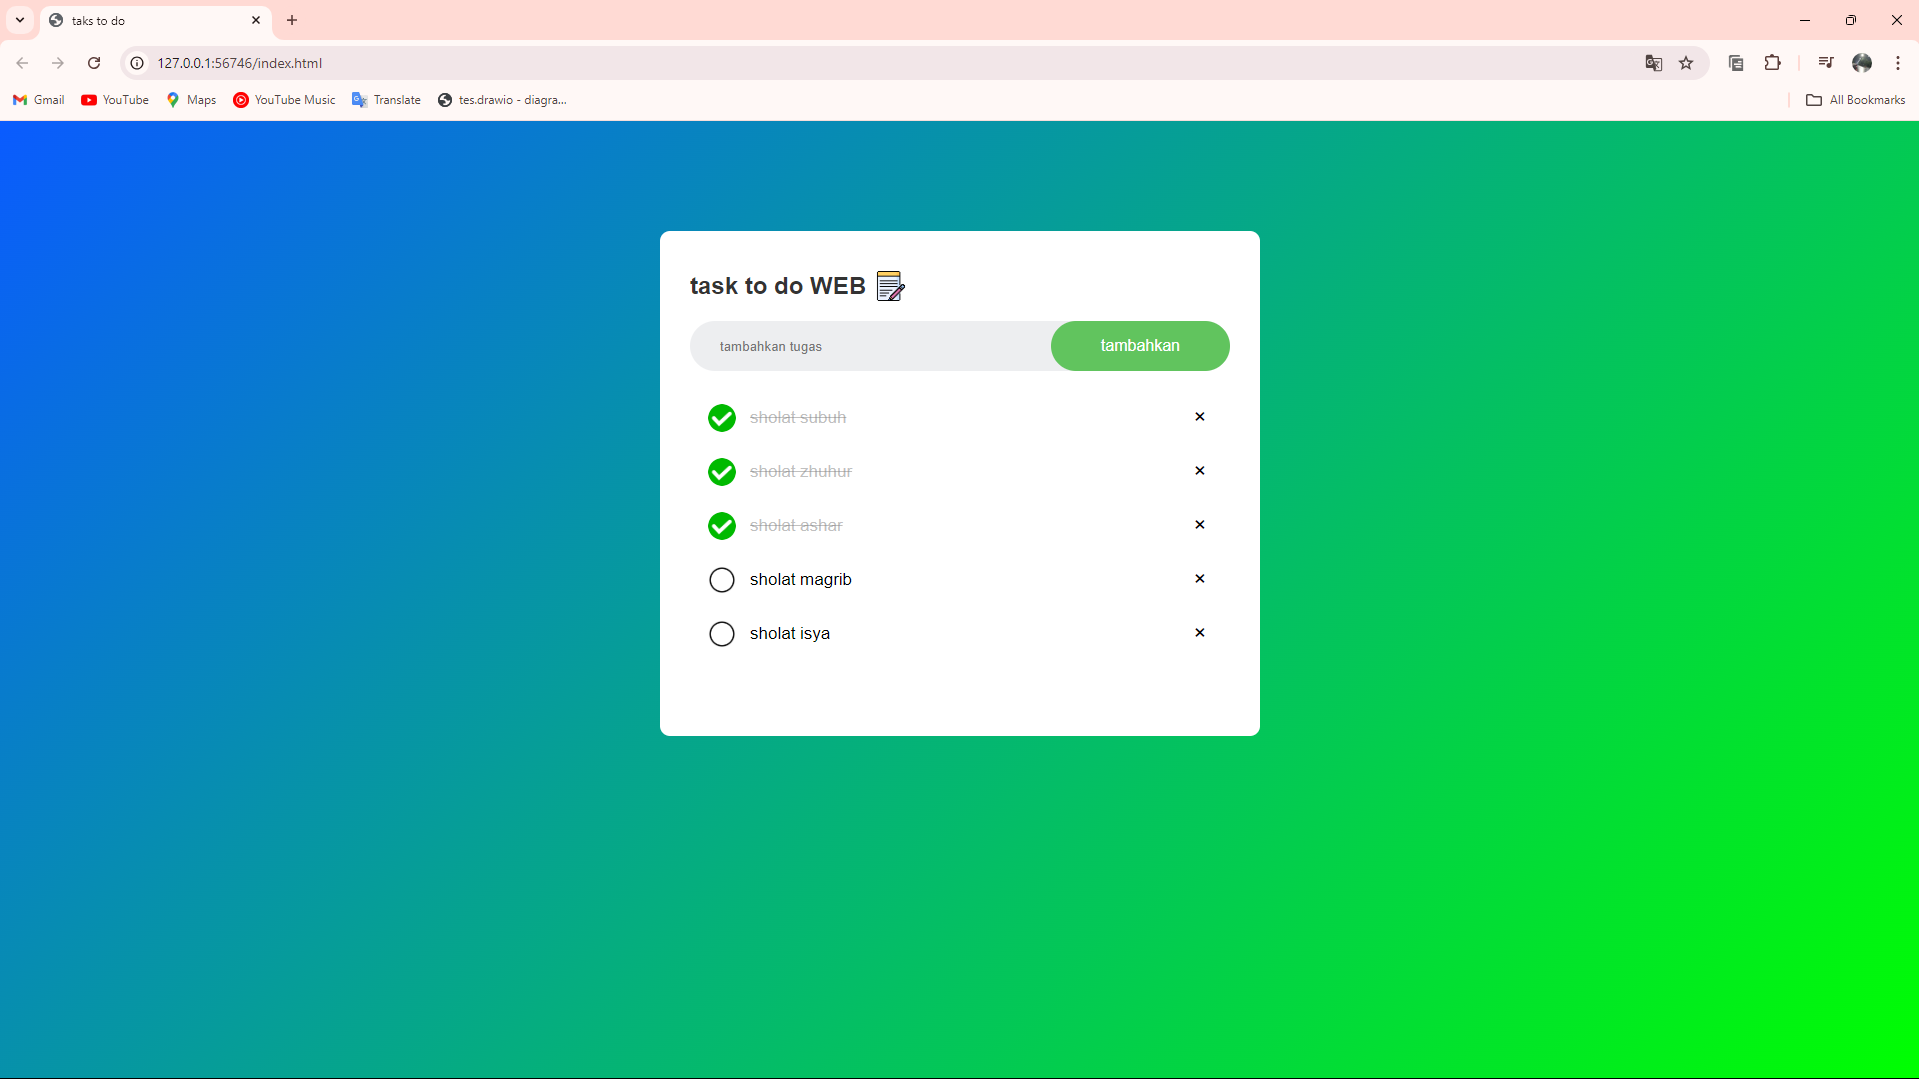 taks to do
127.0.0.1:56746/index.html
Gmail YouTube Maps YouTube Music Translate tes.drawio - diagra... All Bookmarks
task to do WEB
tambahkan tugas tambahkan
sholat subuh
sholat zhuhur
sholat ashar
sholat magrib
sholat isya